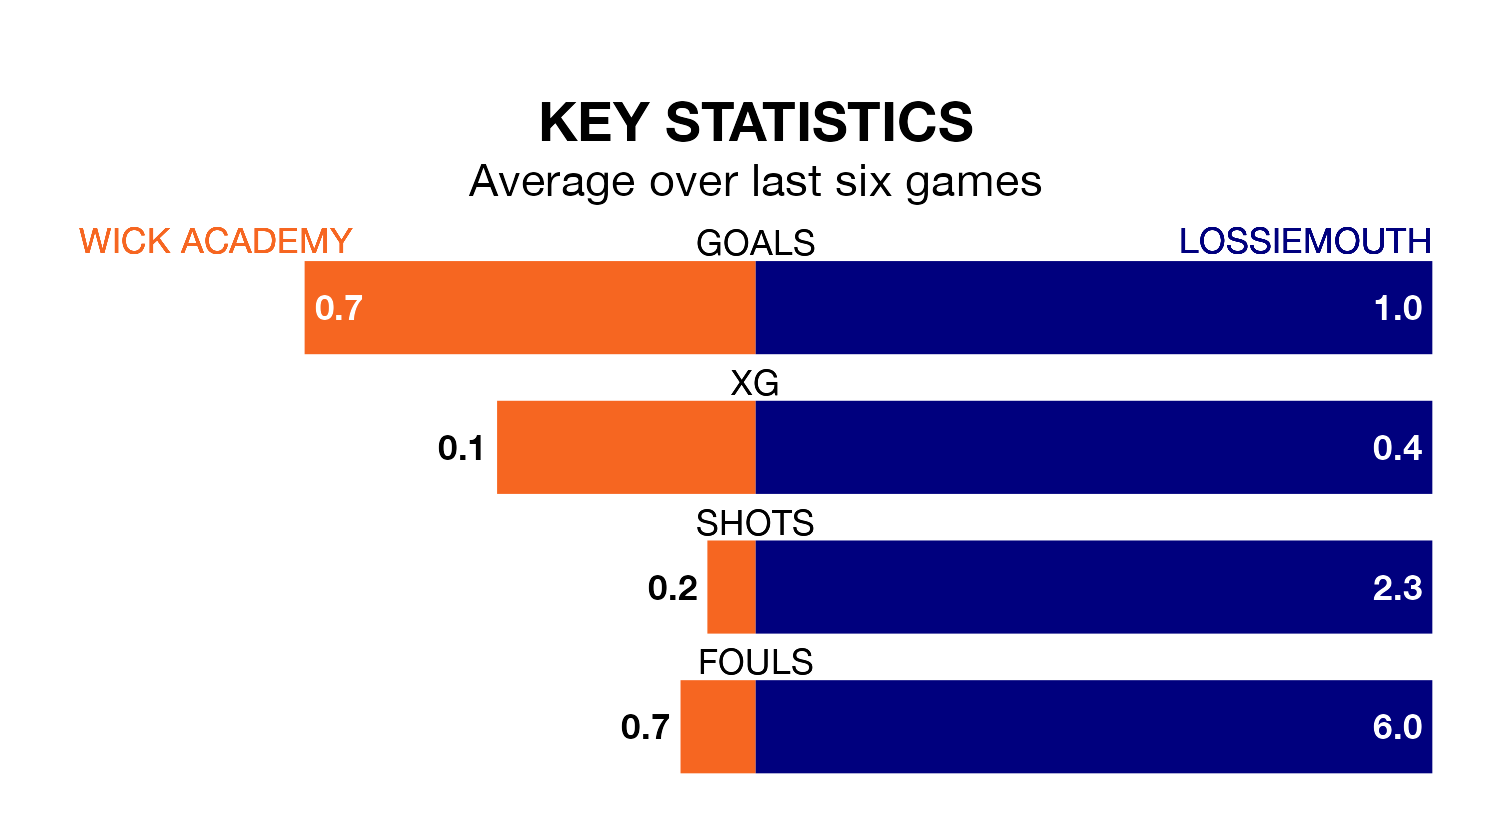 KEY STATISTICS
Average over last six games
WICK ACADEMY
GOALS
LOSSIEMOUTH
0.7
1.0
XG
0.1
0.4
SHOTS
0.2
2.3
FOULS
0.7
6.0